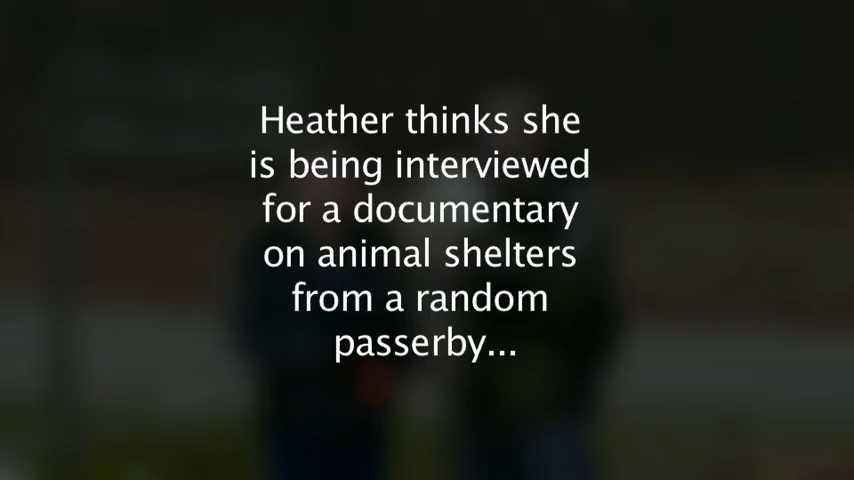 Heather thinks she
is being interviewed
for a documentary
on animal shelters
from a random
passerby...